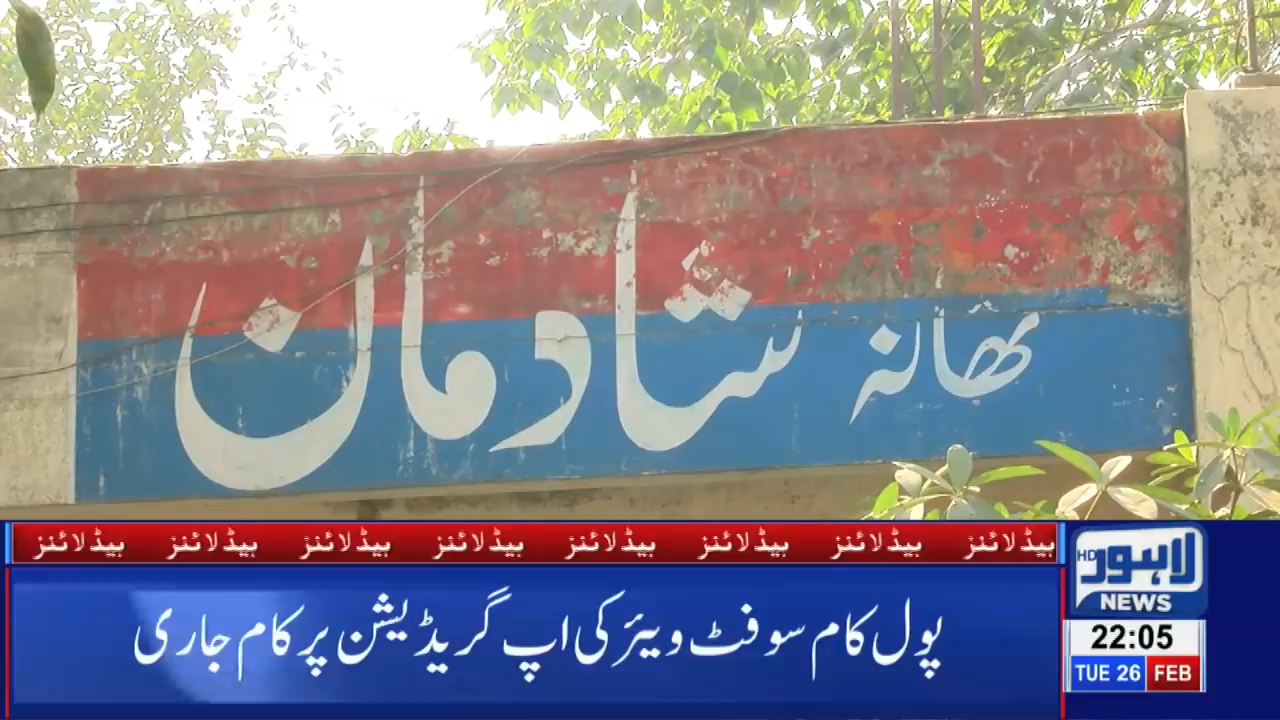 تھانہ شادمان
ہیڈلائنز ہیڈلائنز ہیڈلائنز ہیڈلائنز ہیڈلائنز ہیڈلائنز ہیڈلائنز ہیڈلائنز
پول کام سوفٹ ویئر کی اپ گریڈیشن پر کام جاری
HD لاہور
NEWS
22:05
TUE 26 FEB